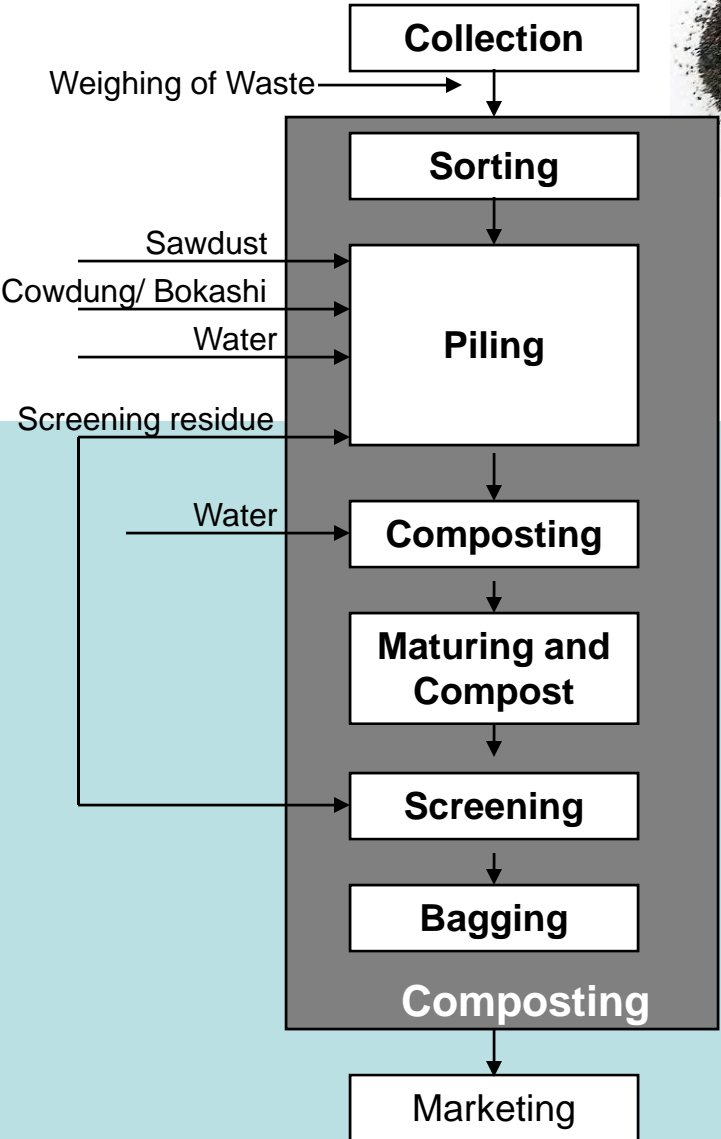 Collection
Weighing of Waste
Sorting
Sawdust
Cowdung/ Bokashi
Water
Piling
Screening residue
Water
Composting
Maturing and
Compost
Screening
Bagging
Composting
Marketing